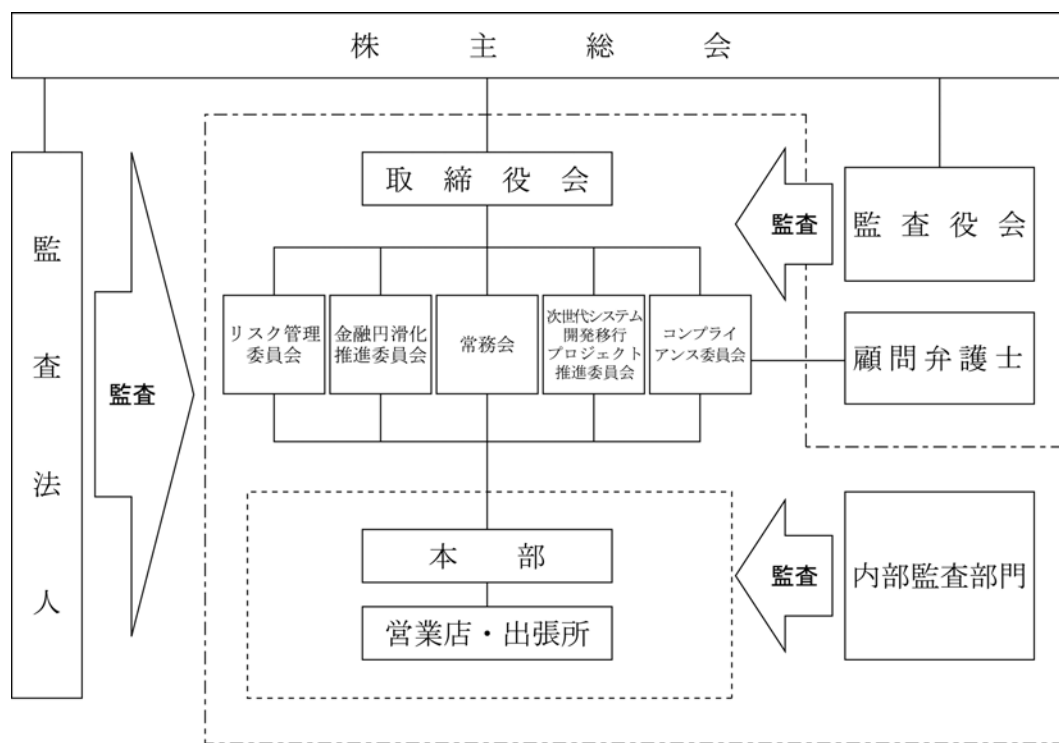 株主総会
監査法人
監査
取締役会
監査
監査役会
リスク管理
委員会
金融円滑化
推進委員会
常務会
次世代システム
開発移行
プロジェクト
推進委員会
コンプライ
アンス委員会
顧問弁護士
本部
営業店・出張所
監査
内部監査部門